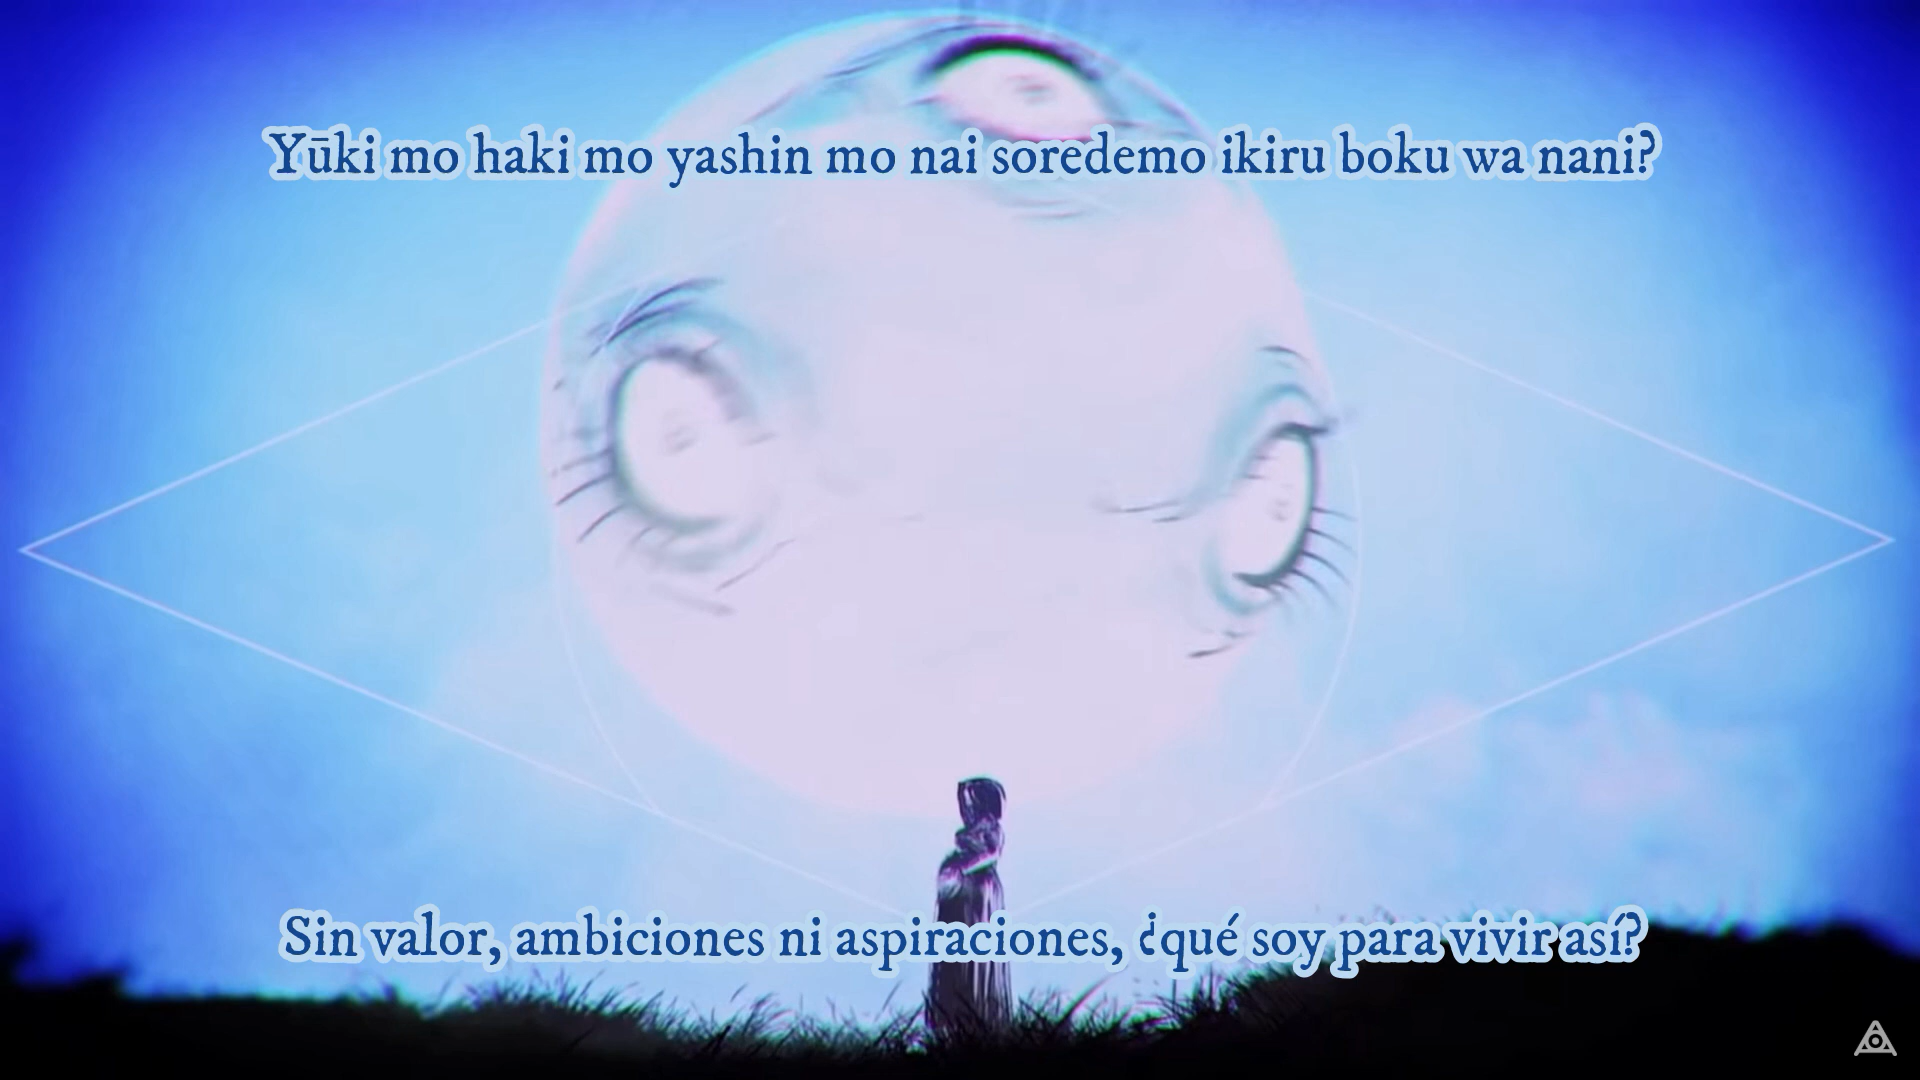 Yūki mo haki mo yashin mo nai soredemo ikiru boku wa nani?
Sin valor, ambiciones ni aspiraciones, ¿qué soy para vivir así?